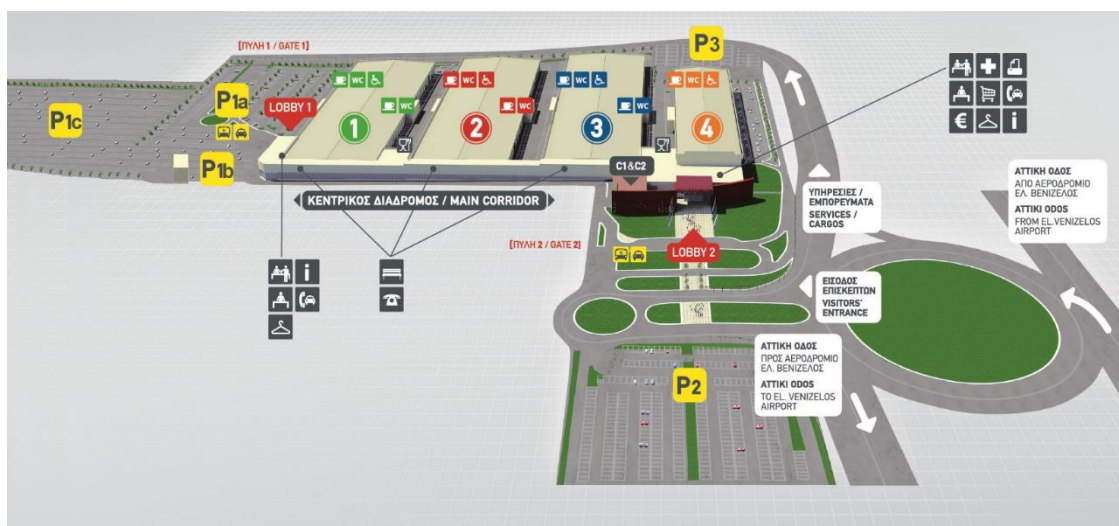 [ΠΥΛΗ 1 / GATE 1]
P3
P1a
P1c
LOBBY 1
WC
WC
WC
WC
WC
WC
WC
1
2
3
4
P1b
C1&C2
ΚΕΝΤΡΙΚΟΣ ΔΙΑΔΡΟΜΟΣ / MAIN CORRIDOR
[ΠΥΛΗ 2 / GATE 2]
LOBBY 2
€
i
i
ΥΠΗΡΕΣΙΕΣ /
ΕΜΠΟΡΕΥΜΑΤΑ
SERVICES /
CARGOS
ΑΤΤΙΚΗ ΟΔΟΣ
ΑΠΟ ΑΕΡΟΔΡΟΜΙΟ
ΕΛ. ΒΕΝΙΖΕΛΟΣ
ATTIKI ODOS
FROM EL. VENIZELOS
AIRPORT
ΕΙΣΟΔΟΣ
ΕΠΙΣΚΕΠΤΩΝ
VISITORS'
ENTRANCE
P2
ΑΤΤΙΚΗ ΟΔΟΣ
ΠΡΟΣ ΑΕΡΟΔΡΟΜΙΟ
ΕΛ. ΒΕΝΙΖΕΛΟΣ
ATTIKI ODOS
TO EL. VENIZELOS
AIRPORT